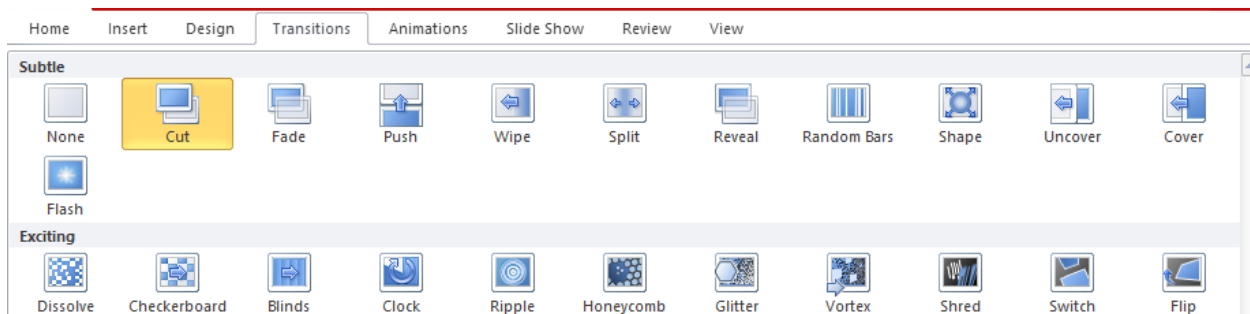 Home Insert Design Transitions Animations Slide Show Review View
Subtle
None Cut Fade Push Wipe Split Reveal Random Bars Shape Uncover Cover
Flash
Exciting
Dissolve Checkerboard Blinds Clock Ripple Honeycomb Glitter Vortex Shred Switch Flip